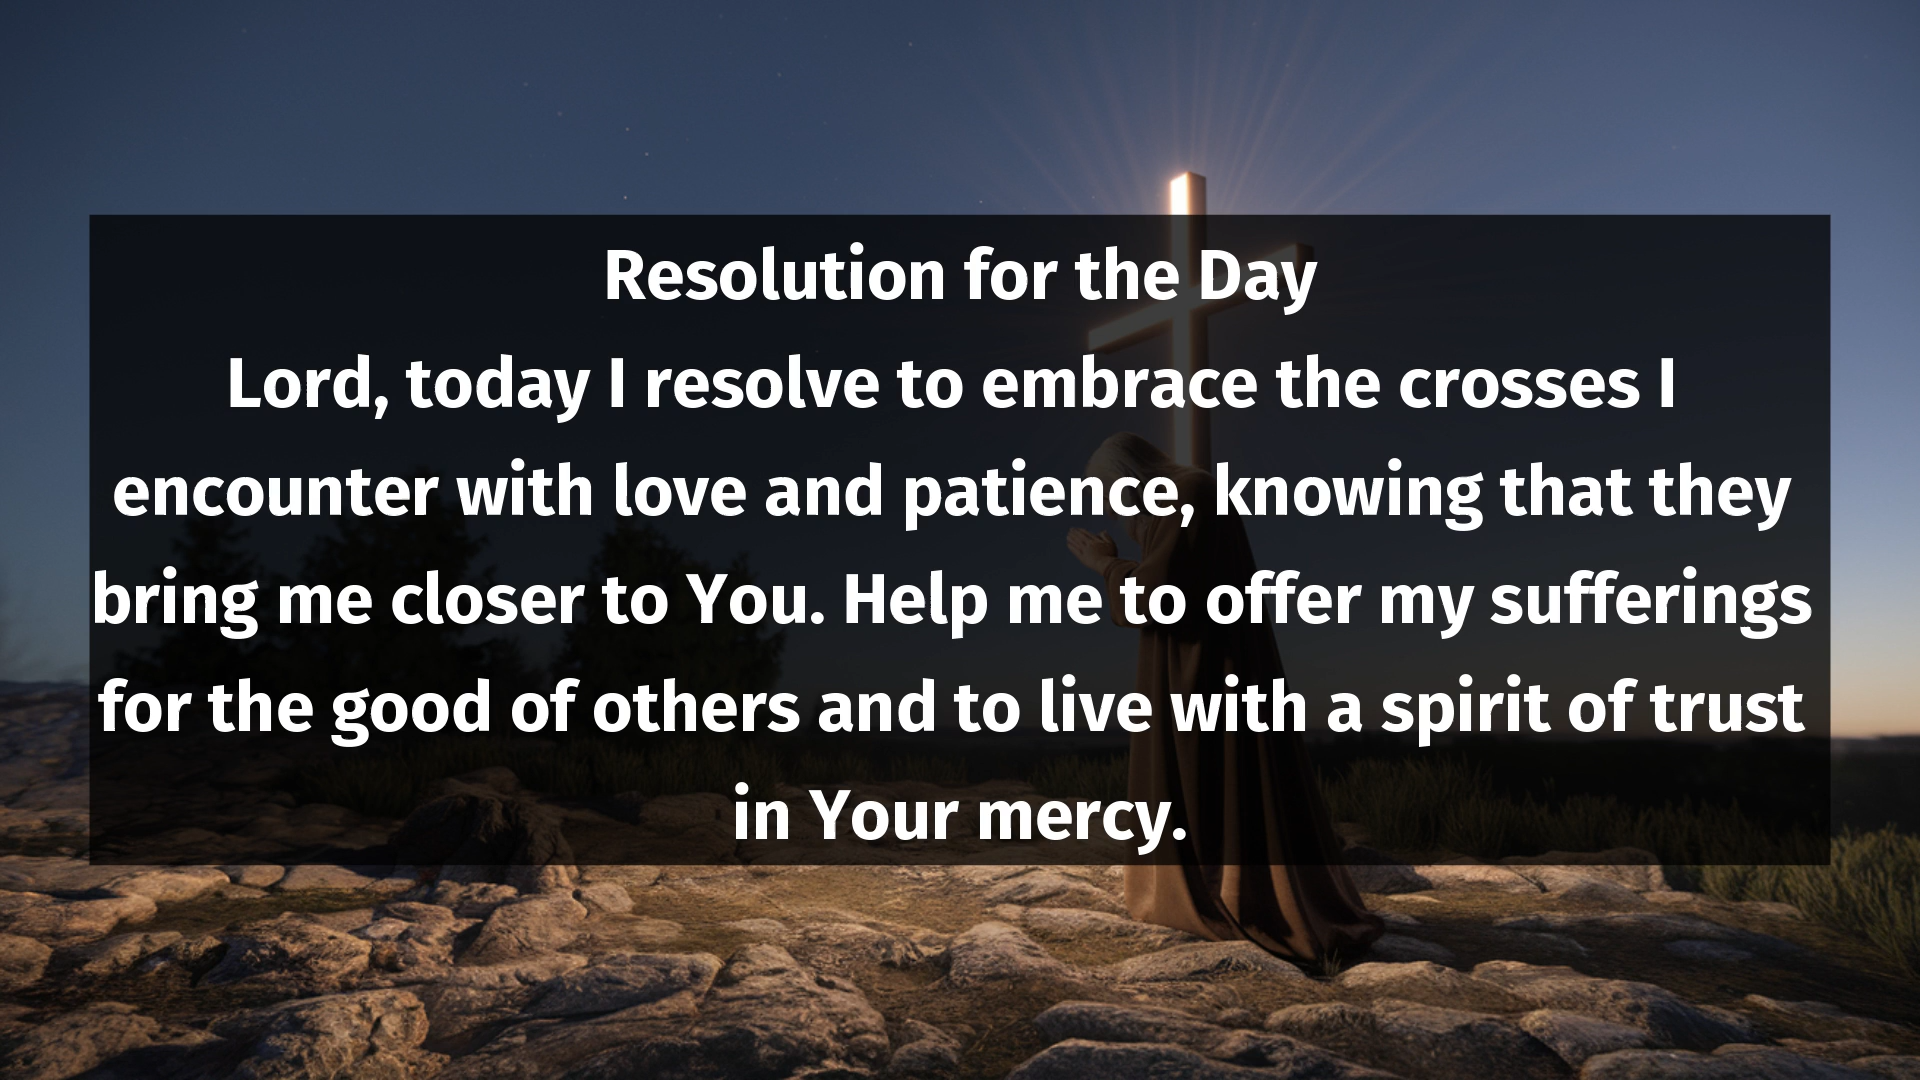 Resolution for the Day
Lord, today I resolve to embrace the crosses I
encounter with love and patience, knowing that they
bring me closer to You. Help me to offer my sufferings
for the good of others and to live with a spirit of trust
in Your mercy.